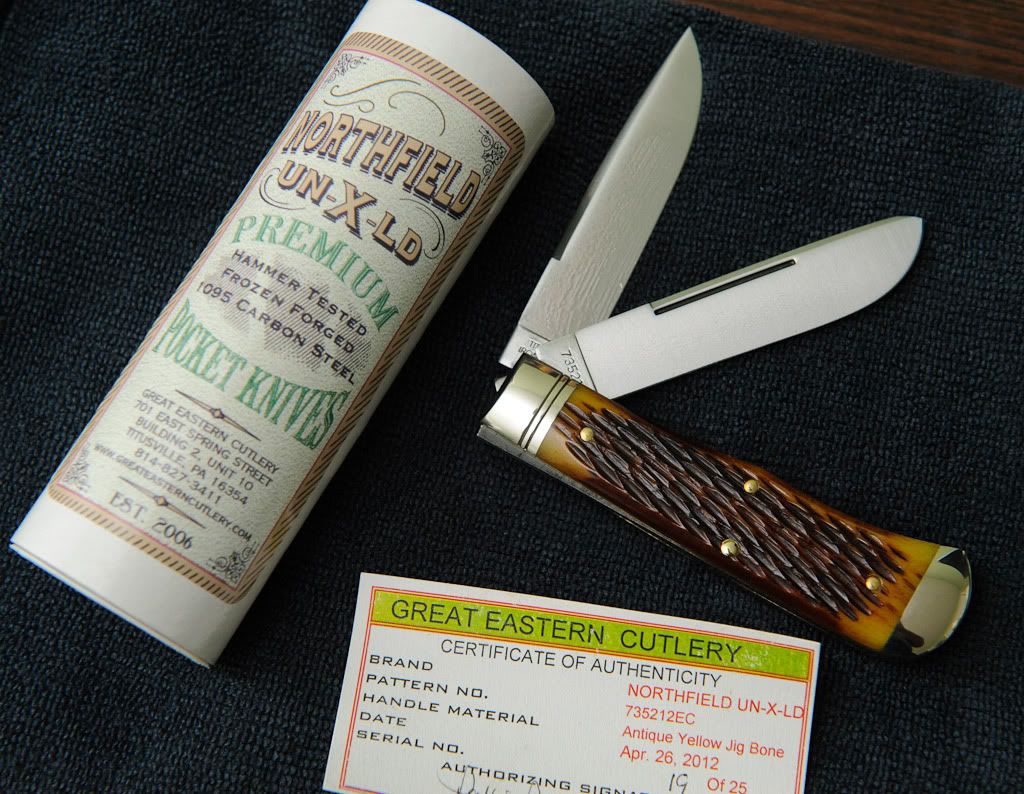 NORTHFIELD
UN-X-LD
PREMIUM
HAMMER TESTED
FROZEN FORGED
1095 CARBON STEEL
POCKET KNIVES
GREAT EASTERN CUTLERY
701 EAST SPRING STREET
BUILDING 2, UNIT 10
TITUSVILLE, PA 16354
814-827-3411
WWW.GREATEASTERNCUTLERY.COM
EST. 2006
73521
GREAT EASTERN CUTLERY
CERTIFICATE OF AUTHENTICITY
BRAND NORTHFIELD UN-X-LD
PATTERN NO. 735212EC
HANDLE MATERIAL Antique Yellow Jig Bone
DATE Apr. 26, 2012
SERIAL NO. 19 Of 25
AUTHORIZING